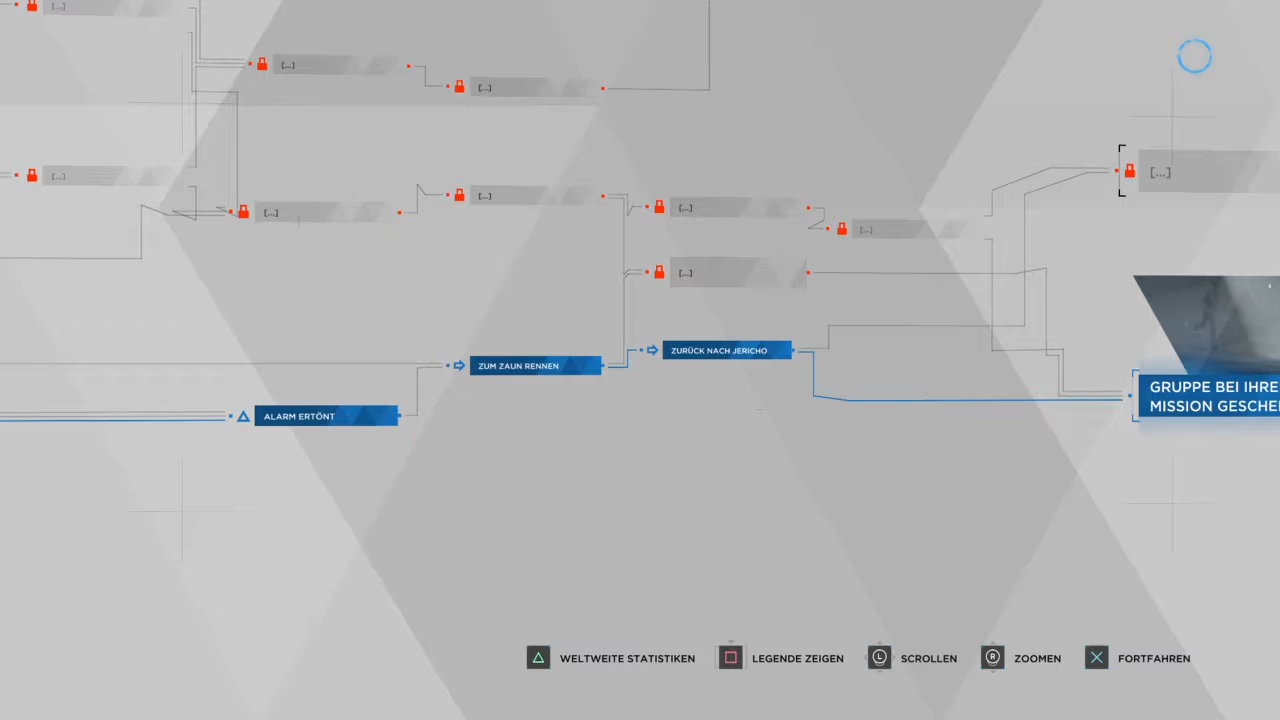 [...]
[...]
[...]
[...]
[...]
[...]
[...]
[...]
[...]
[...]
ZURÜCK NACH JERICHO
ZUM ZAUN RENNEN
GRUPPE BEI IHRE
MISSION GESCHE
ALARM ERTÖNT
WELTWEITE STATISTIKEN
LEGENDE ZEIGEN
L
SCROLLEN
R
ZOOMEN
FORTFAHREN